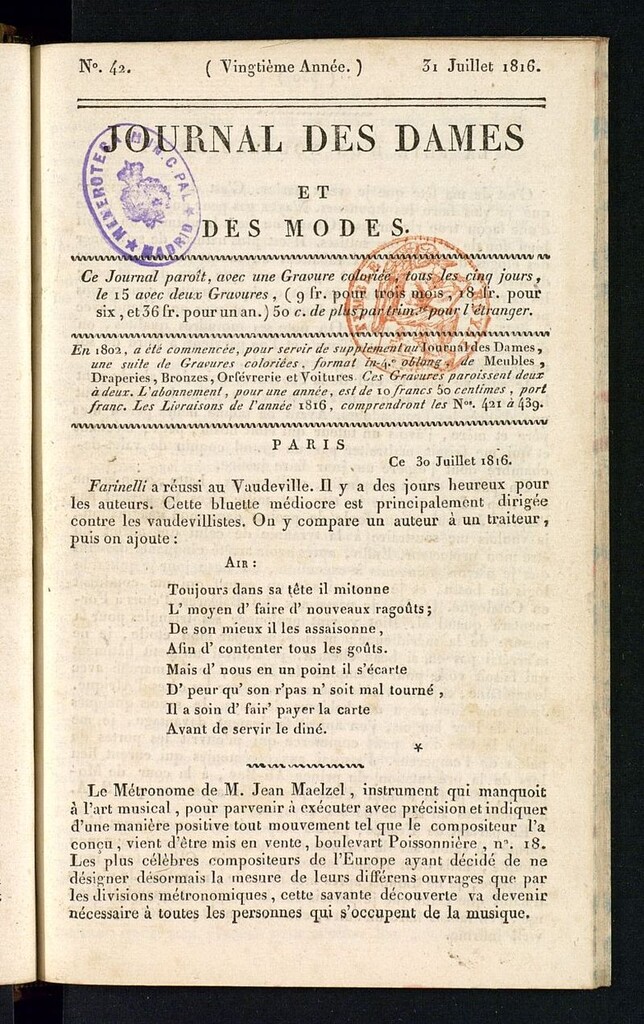 N°. 42. ( Vingtième Année. ) 31 Juillet 1816.
JOURNAL DES DAMES
ET
DES MODES.
HEMEROTECA MUNICIPAL
MADRID
Ce Journal paroît, avec une Gravure coloriée, tous les cinq jours,
le 15 avec deux Gravures, ( 9 fr. pour trois mois, 18 fr. pour
six, et 36 fr. pour un an. ) 50 c. de plus par trim.e pour l'étranger.
En 1802, a été commencée, pour servir de supplément au Journal des Dames,
une suite de Gravures coloriées, format in-4.° oblong, de Meubles,
Draperies, Bronzes, Orfévrerie et Voitures. Ces Gravures paroissent deux
à deux. L'abonnement, pour une année, est de 10 francs 50 centimes, port
franc. Les Livraisons de l'année 1816, comprendront les Nos. 421 à 439.
PARIS
Ce 30 Juillet 1816.
Farinelli a réussi au Vaudeville. Il y a des jours heureux pour
les auteurs. Cette bluette médiocre est principalement dirigée
contre les vaudevillistes. On y compare un auteur à un traiteur,
puis on ajoute :
AIR :
Toujours dans sa tête il mitonne
L' moyen d' faire d' nouveaux ragoûts;
De son mieux il les assaisonne,
Afin d' contenter tous les goûts.
Mais d' nous en un point il s'écarte
D' peur qu' son r'pas n' soit mal tourné,
Il a soin d' fair' payer la carte
Avant de servir le diné.
*
Le Métronome de M. Jean Maelzel, instrument qui manquoit
à l'art musical, pour parvenir à exécuter avec précision et indiquer
d'une manière positive tout mouvement tel que le compositeur l'a
conçu, vient d'être mis en vente, boulevart Poissonnière, n°. 18.
Les plus célèbres compositeurs de l'Europe ayant décidé de ne
désigner désormais la mesure de leurs différens ouvrages que par
les divisions métronomiques, cette savante découverte va devenir
nécessaire à toutes les personnes qui s'occupent de la musique.